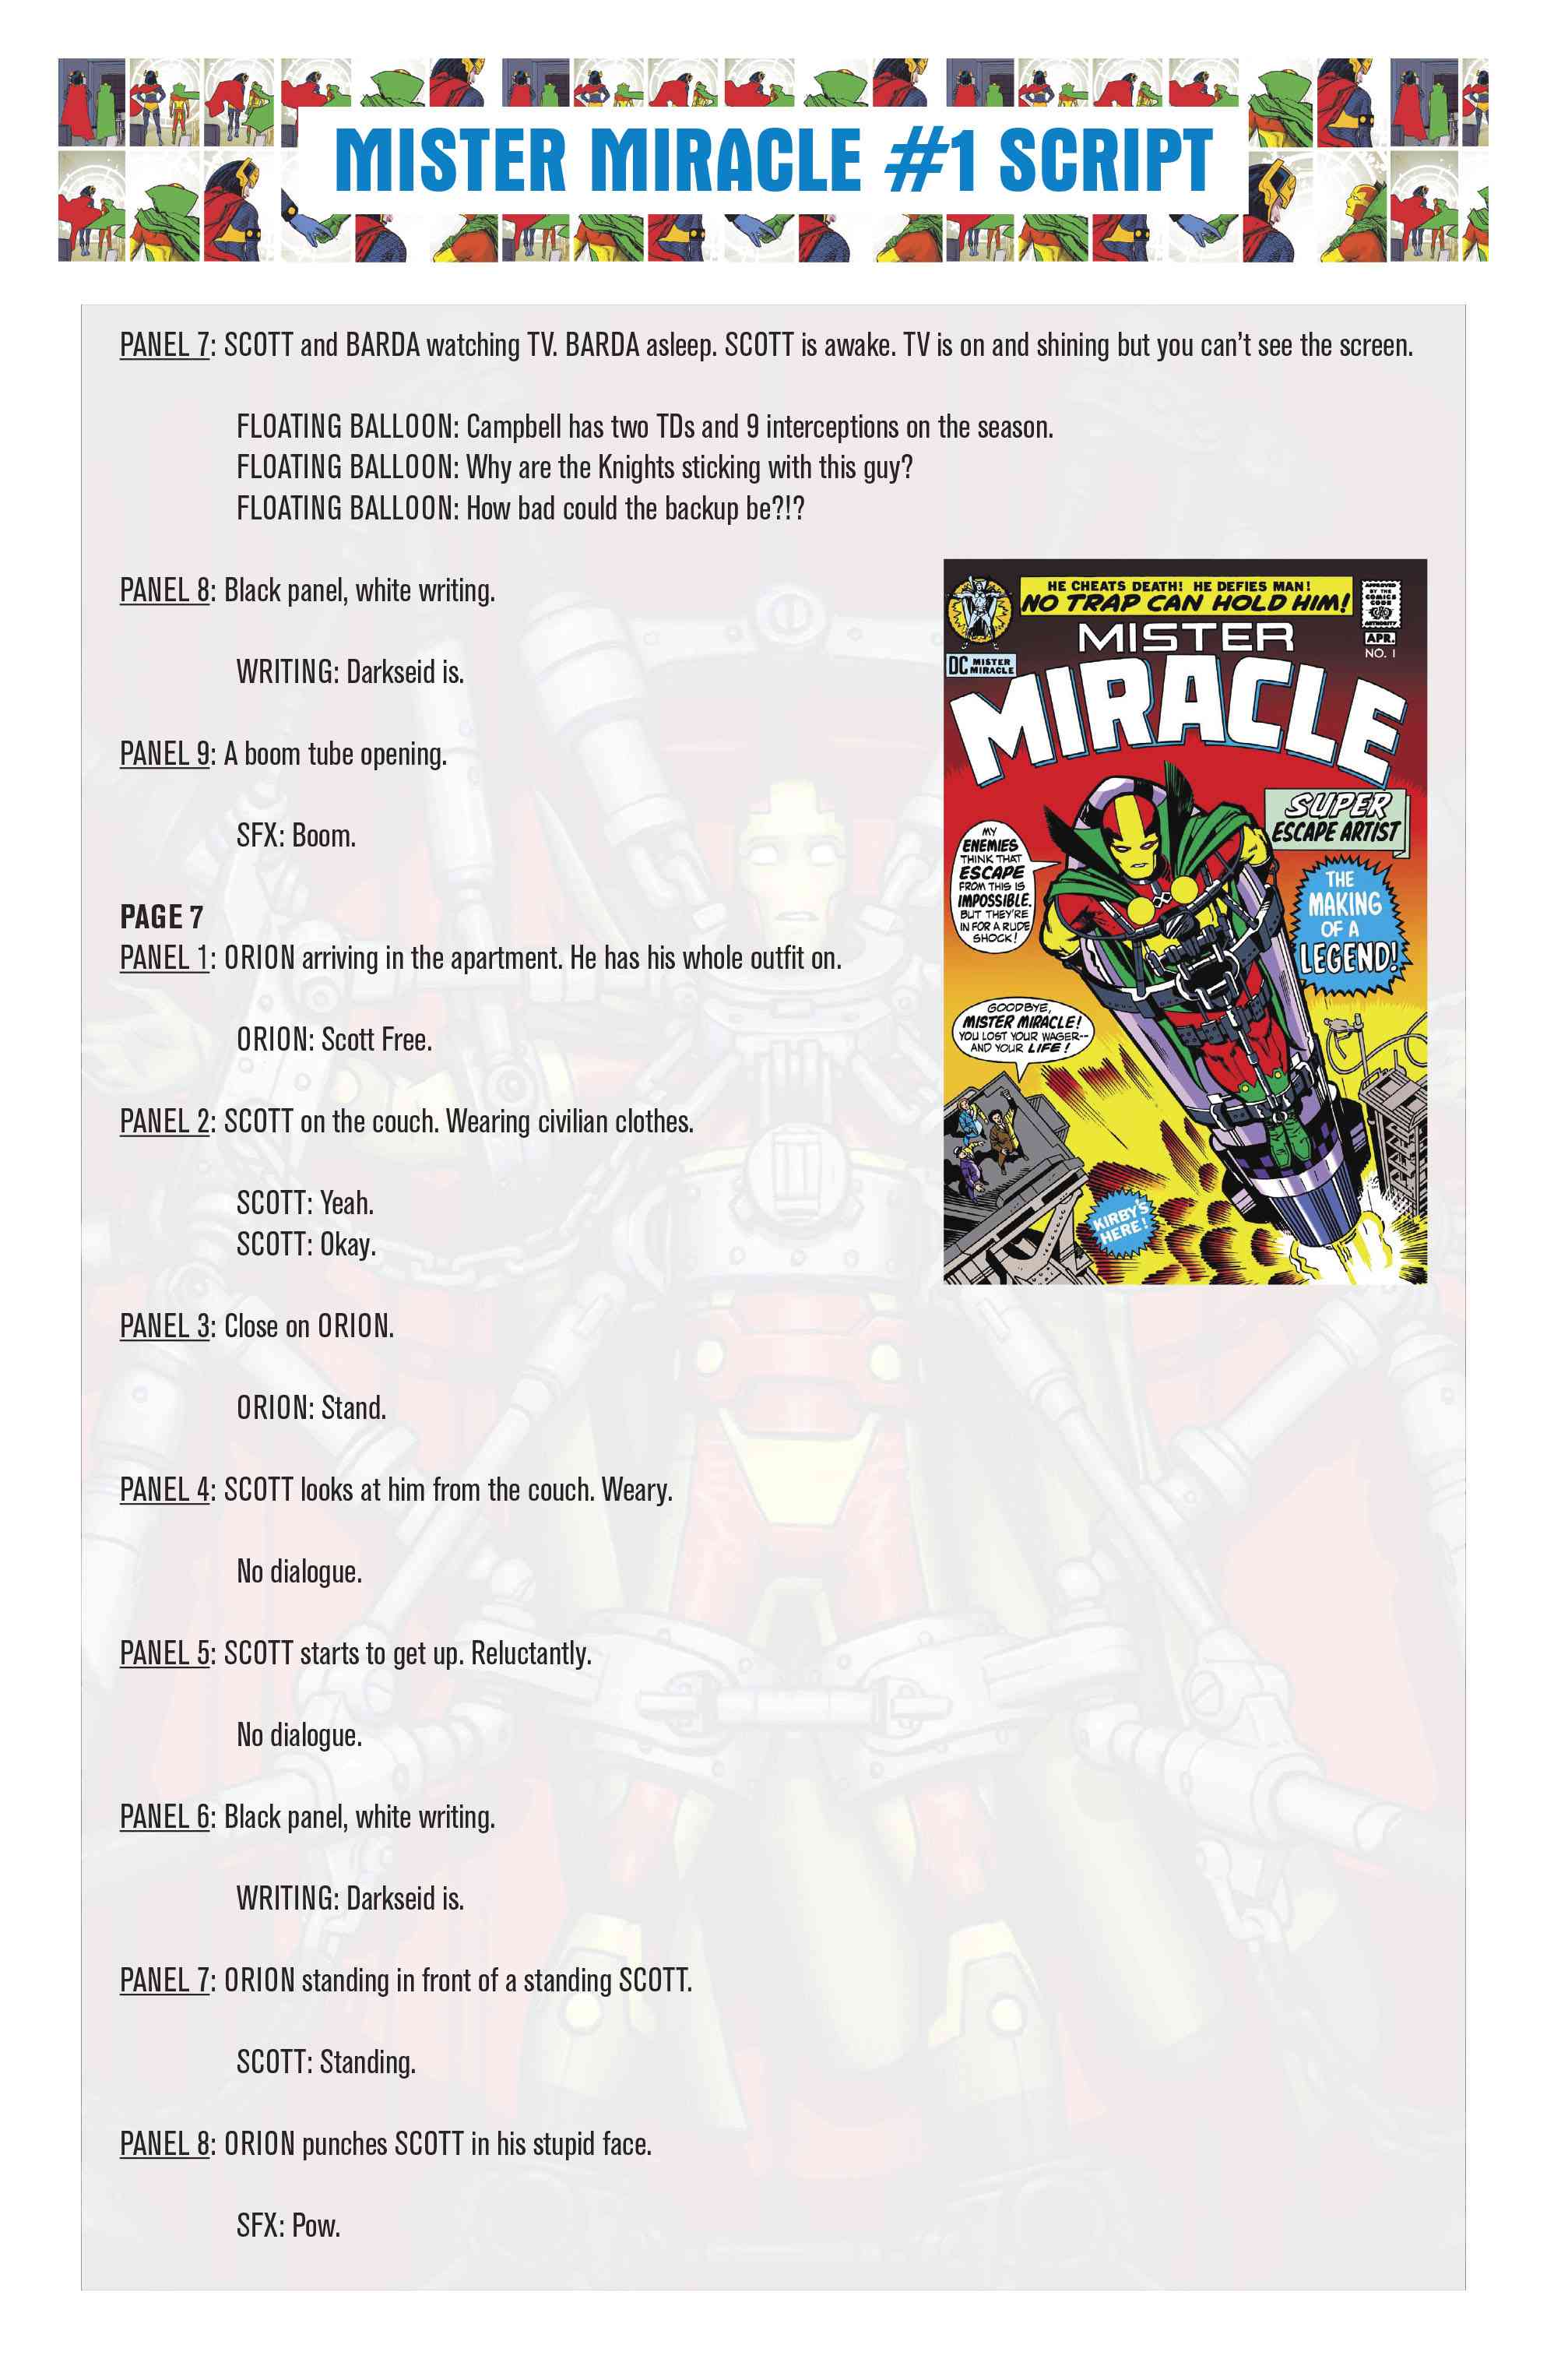 MISTER MIRACLE #1 SCRIPT
PANEL 7: SCOTT and BARDA watching TV. BARDA asleep. SCOTT is awake. TV is on and shining but you can't see the screen.
FLOATING BALLOON: Campbell has two TDs and 9 interceptions on the season.
FLOATING BALLOON: Why are the Knights sticking with this guy?
FLOATING BALLOON: How bad could the backup be?!?
PANEL 8: Black panel, white writing.
WRITING: Darkseid is.
PANEL 9: A boom tube opening.
SFX: Boom.
PAGE 7
PANEL 1: ORION arriving in the apartment. He has his whole outfit on.
ORION: Scott Free.
PANEL 2: SCOTT on the couch. Wearing civilian clothes.
SCOTT: Yeah.
SCOTT: Okay.
PANEL 3: Close on ORION.
ORION: Stand.
PANEL 4: SCOTT looks at him from the couch. Weary.
No dialogue.
PANEL 5: SCOTT starts to get up. Reluctantly.
No dialogue.
PANEL 6: Black panel, white writing.
WRITING: Darkseid is.
PANEL 7: ORION standing in front of a standing SCOTT.
SCOTT: Standing.
PANEL 8: ORION punches SCOTT in his stupid face.
SFX: Pow.
HE CHEATS DEATH! HE DEFIES MAN!
NO TRAP CAN HOLD HIM!
APPROVED
BY THE
COMICS
CODE
AUTHORITY
APR.
NO. 1
DC MISTER
MIRACLE
MISTER
MIRACLE
SUPER
ESCAPE ARTIST
MY
ENEMIES
THINK THAT
ESCAPE
FROM THIS IS
IMPOSSIBLE.
BUT THEY'RE
IN FOR A RUDE
SHOCK!
THE
MAKING
OF A
LEGEND!
GOODBYE,
MISTER MIRACLE!
YOU LOST YOUR WAGER--
AND YOUR LIFE!
KIRBY'S
HERE!